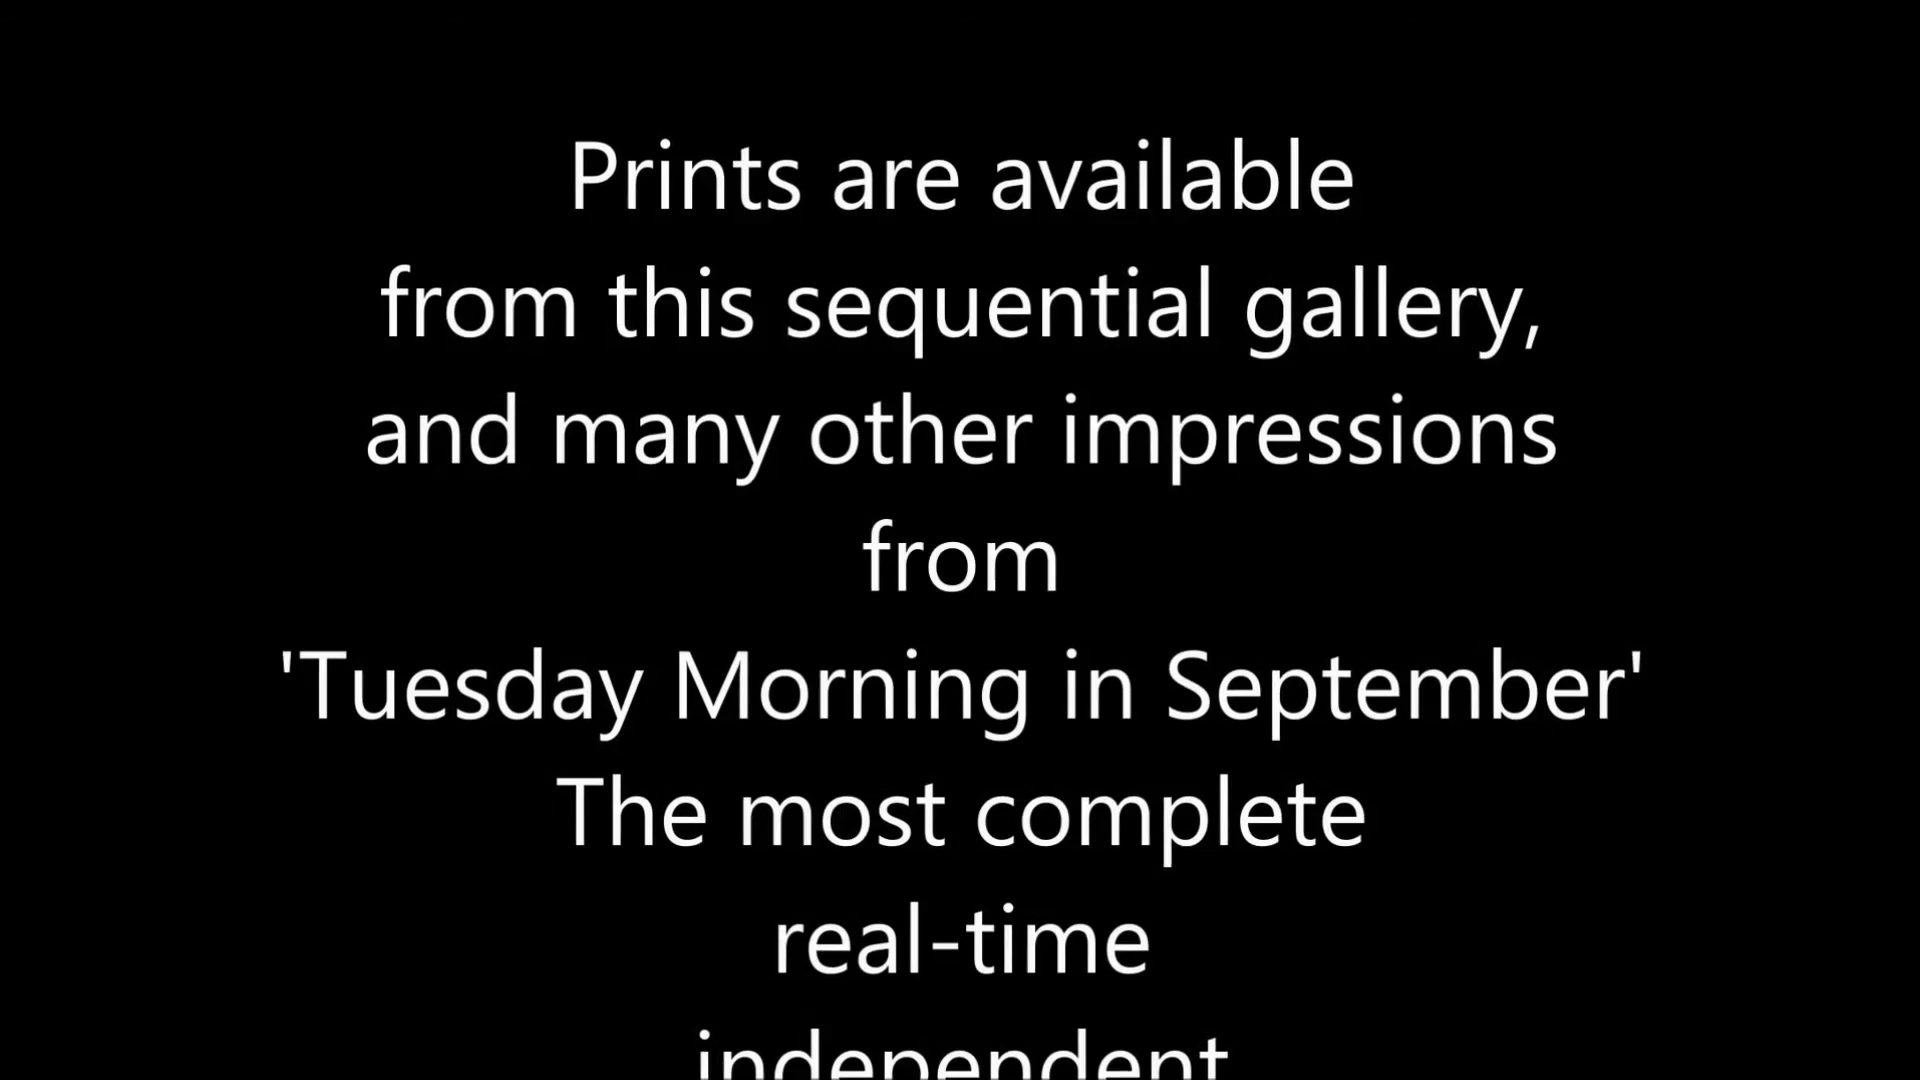 Prints are available
from this sequential gallery,
and many other impressions
from
'Tuesday Morning in September'
The most complete
real-time
independent